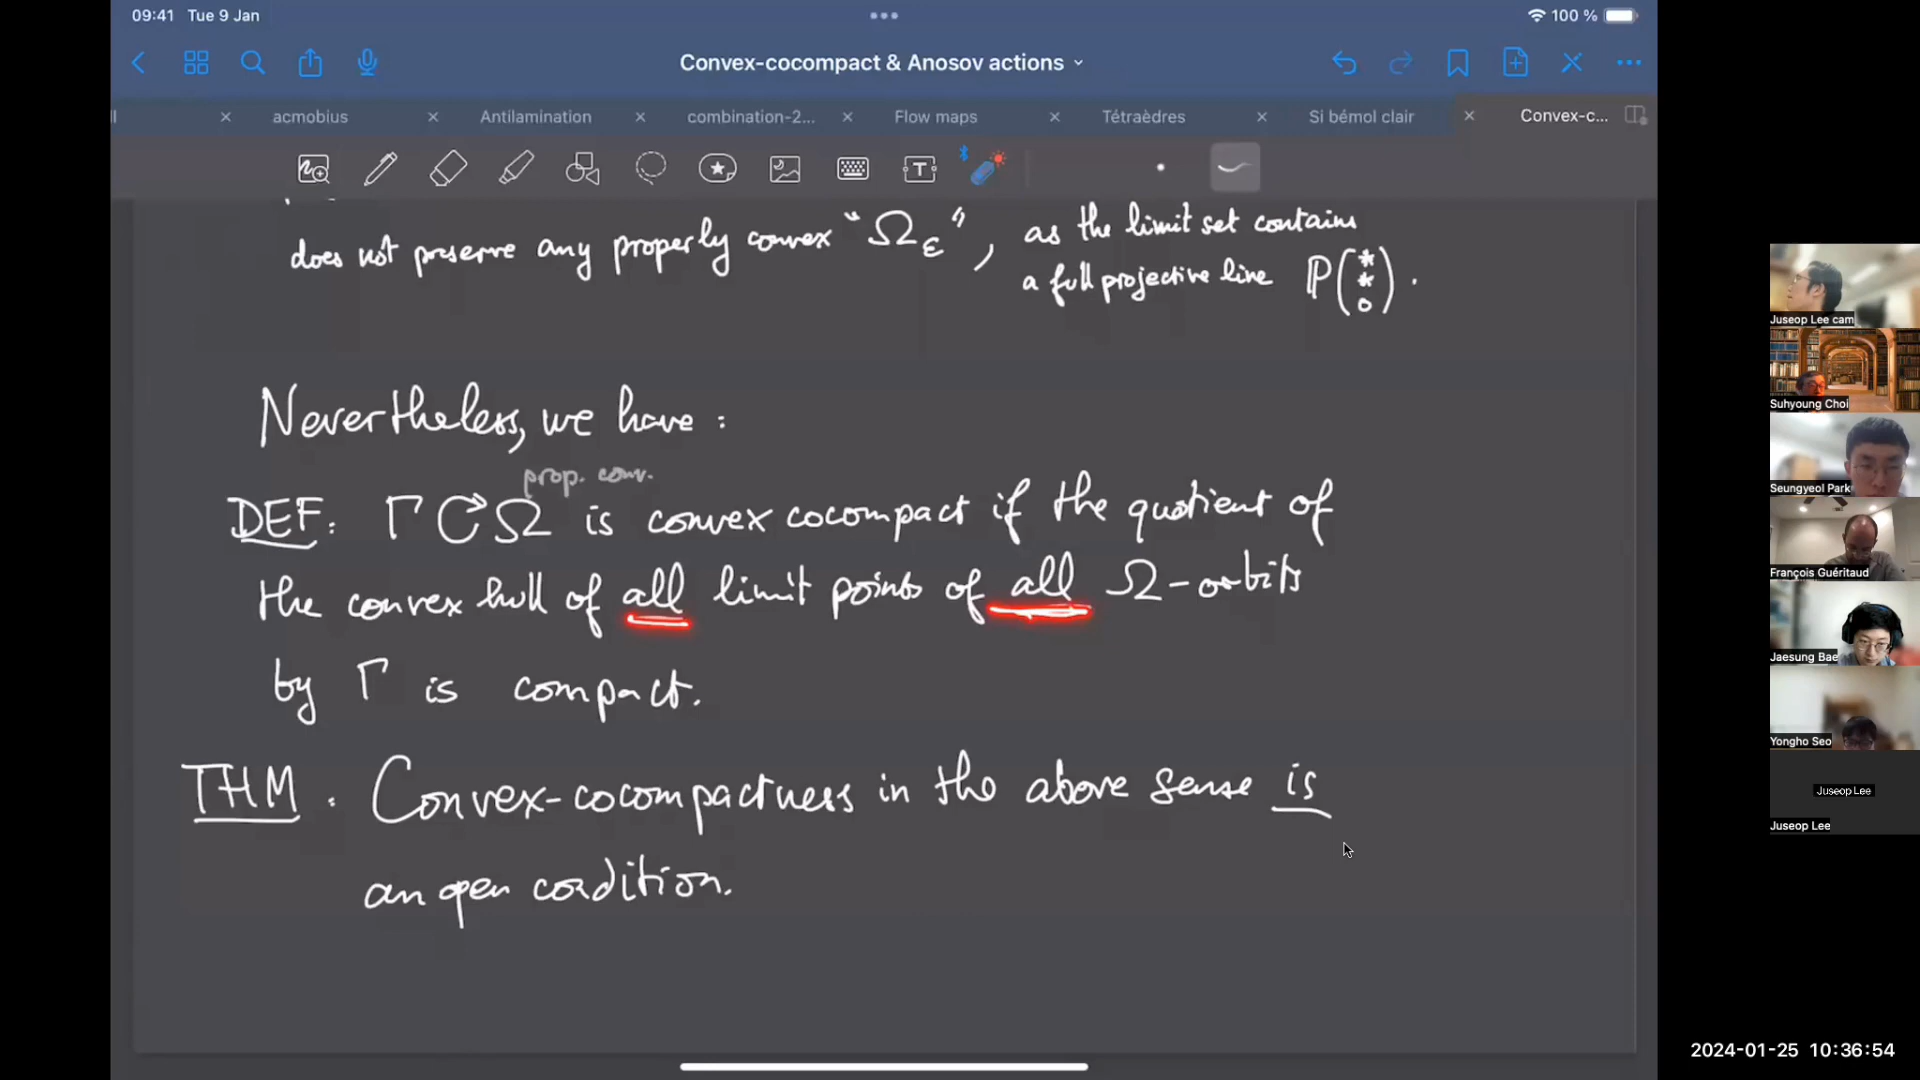 09:41 Tue 9 Jan
100 %
Convex-cocompact & Anosov actions
acmobius
Antilamination
combination-2...
Flow maps
Tétraèdres
Si bémol clair
Convex-c...
does not preserve any properly convex "Ω_ε", as the limit set contains
a full projective line ℙ(* * 0).
Nevertheless, we have :
prop. conv.
DEF: Γ ↻ Ω is convex cocompact if the quotient of
the convex hull of all limit points of all Ω-orbits
by Γ is compact.
THM. Convex-cocompactness in the above sense is
an open condition.
Juseop Lee cam
Suhyoung Choi
Seungyeol Park
François Guéritaud
Jaesung Bae
Yongho Seo
Juseop Lee
Juseop Lee
2024-01-25 10:36:54